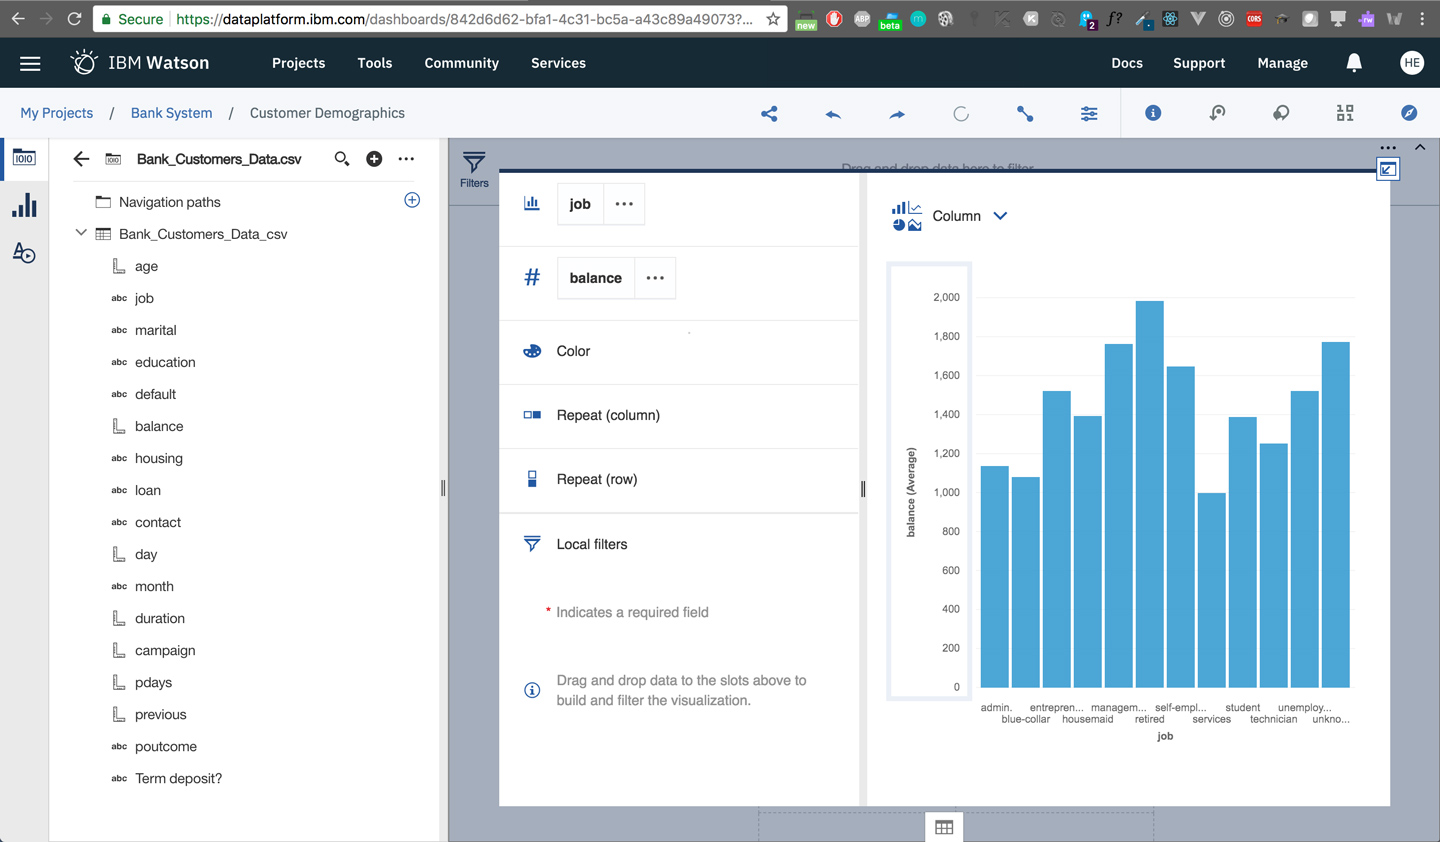 Secure
https://dataplatform.ibm.com/dashboards/842d6d62-bfa1-4c31-bc5a-a43c89a49073?...
new
ABP
beta
2
f?
CORS
rw
IBM Watson
Projects
Tools
Community
Services
Docs
Support
Manage
HE
My Projects / Bank System / Customer Demographics
Bank_Customers_Data.csv
Navigation paths
Bank_Customers_Data_csv
age
abc job
abc marital
abc education
abc default
balance
abc housing
abc loan
abc contact
day
abc month
duration
campaign
pdays
previous
abc poutcome
abc Term deposit?
Filters
Drag and drop data here to filter
job
# balance
Color
Repeat (column)
Repeat (row)
Local filters
* Indicates a required field
Drag and drop data to the slots above to
build and filter the visualization.
Column
balance (Average)
2,000
1,800
1,600
1,400
1,200
1,000
800
600
400
200
0
admin. entrepren... managem... self-empl... student unemploy...
blue-collar housemaid retired services technician unkno...
job